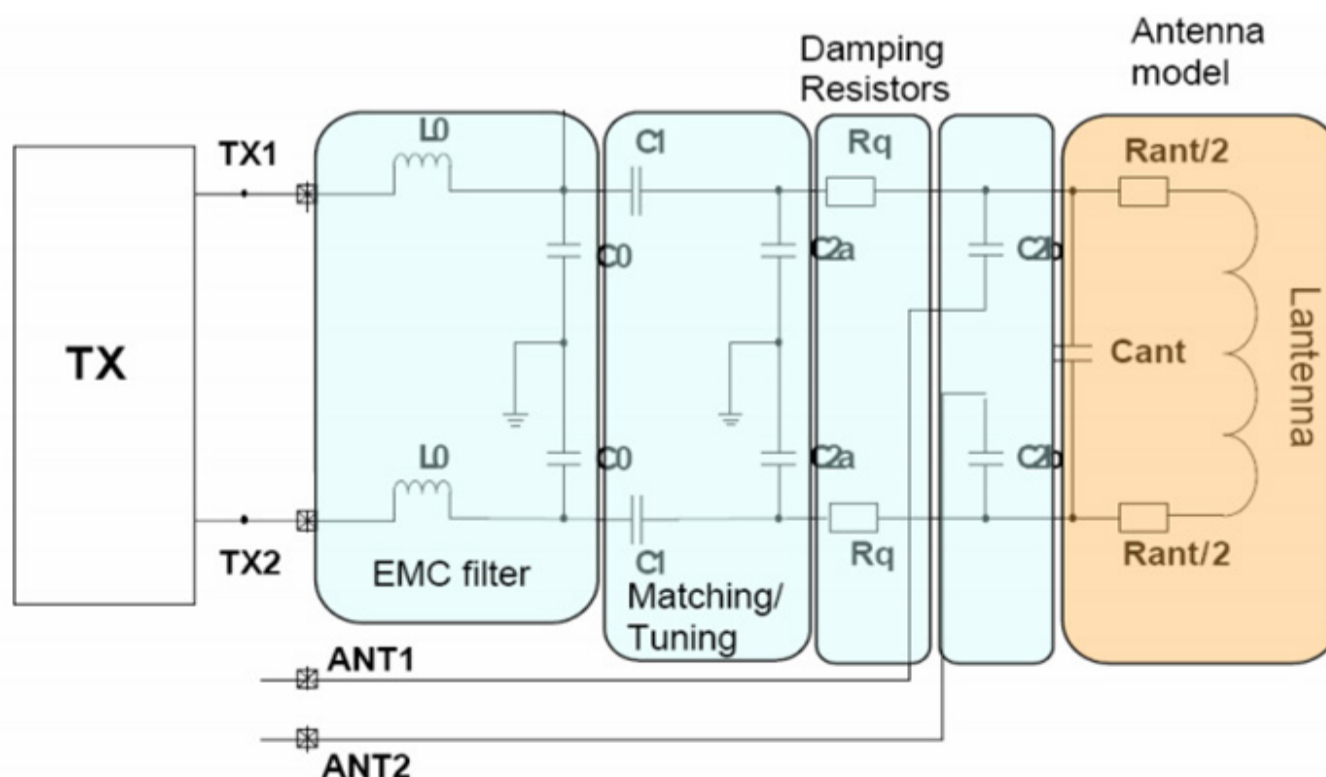 Damping
Resistors
Antenna
model
TX1
L0
C1
Rq
Rant/2
C0
C2a
C2b
TX
Cant
Lantenna
L0
C0
C2a
C2b
TX2
EMC filter
C1
Rq
Rant/2
Matching/
Tuning
ANT1
ANT2